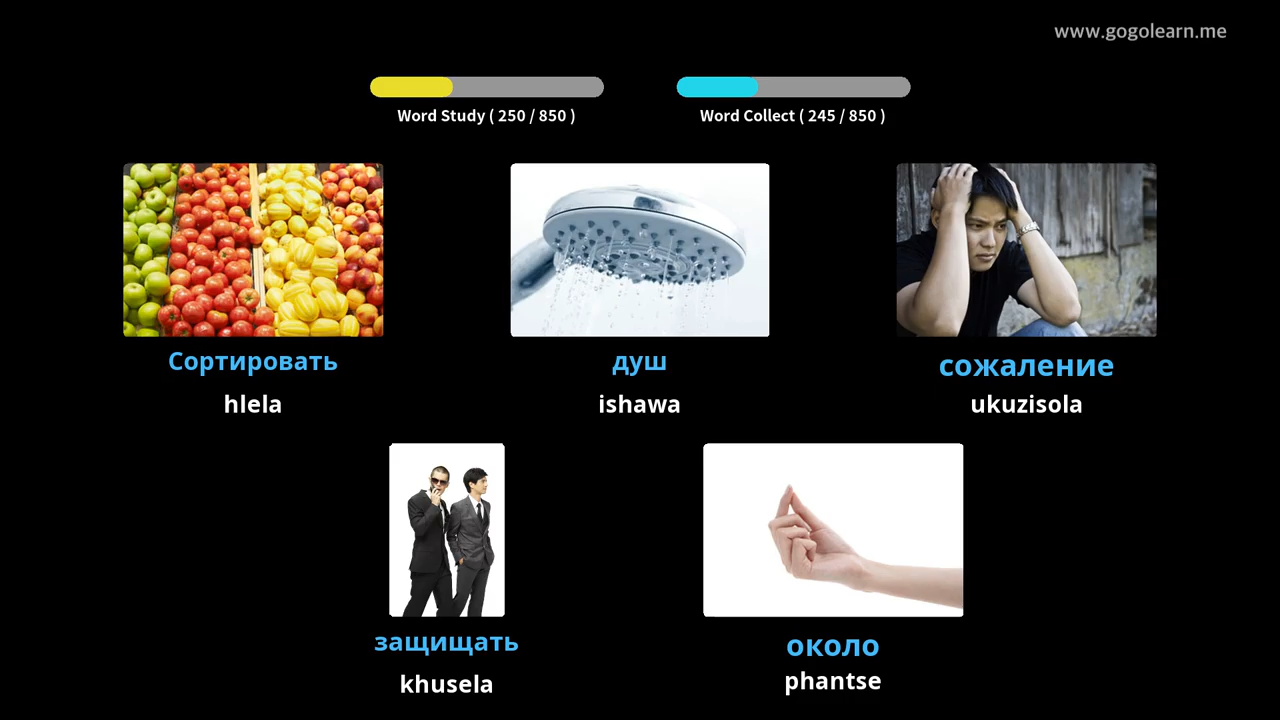 www.gogolearn.me
Word Study ( 250 / 850 )
Word Collect ( 245 / 850 )
Сортировать
hlela
душ
ishawa
сожаление
ukuzisola
защищать
khusela
около
phantse